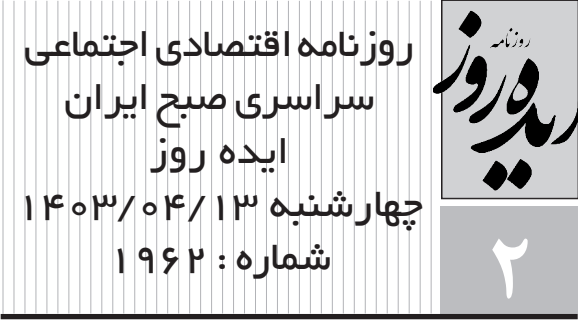 روزنامه اقتصادی اجتماعی
سراسری صبح ایران
ایده روز
چهارشنبه ۱۴۰۳/۰۴/۱۳
شماره : ۱۹۶۲
روزنامه
ایده روز
۲